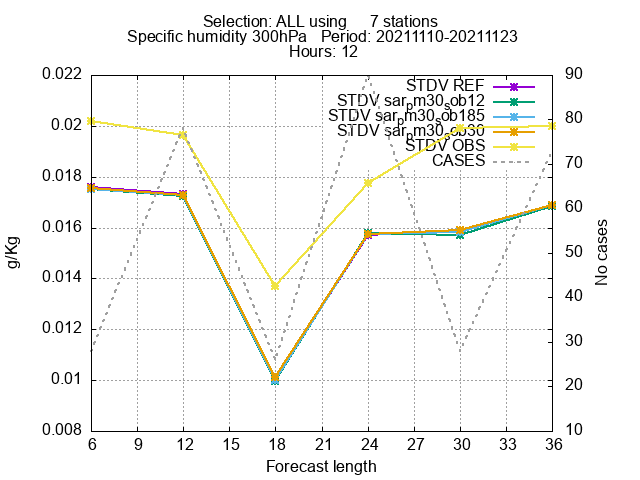 Selection: ALL using 7 stations
Specific humidity 300hPa Period: 20211110-20211123
Hours: 12
0.022
0.02
0.018
0.016
0.014
0.012
0.01
0.008
g/Kg
STDV REF
STDV sar_pm30_sob12
STDV sar_pm30_sob185
STDV sar_pm30_sb30
STDV OBS
CASES
90
80
70
60
50
40
30
20
10
No cases
6 9 12 15 18 21 24 27 30 33 36
Forecast length